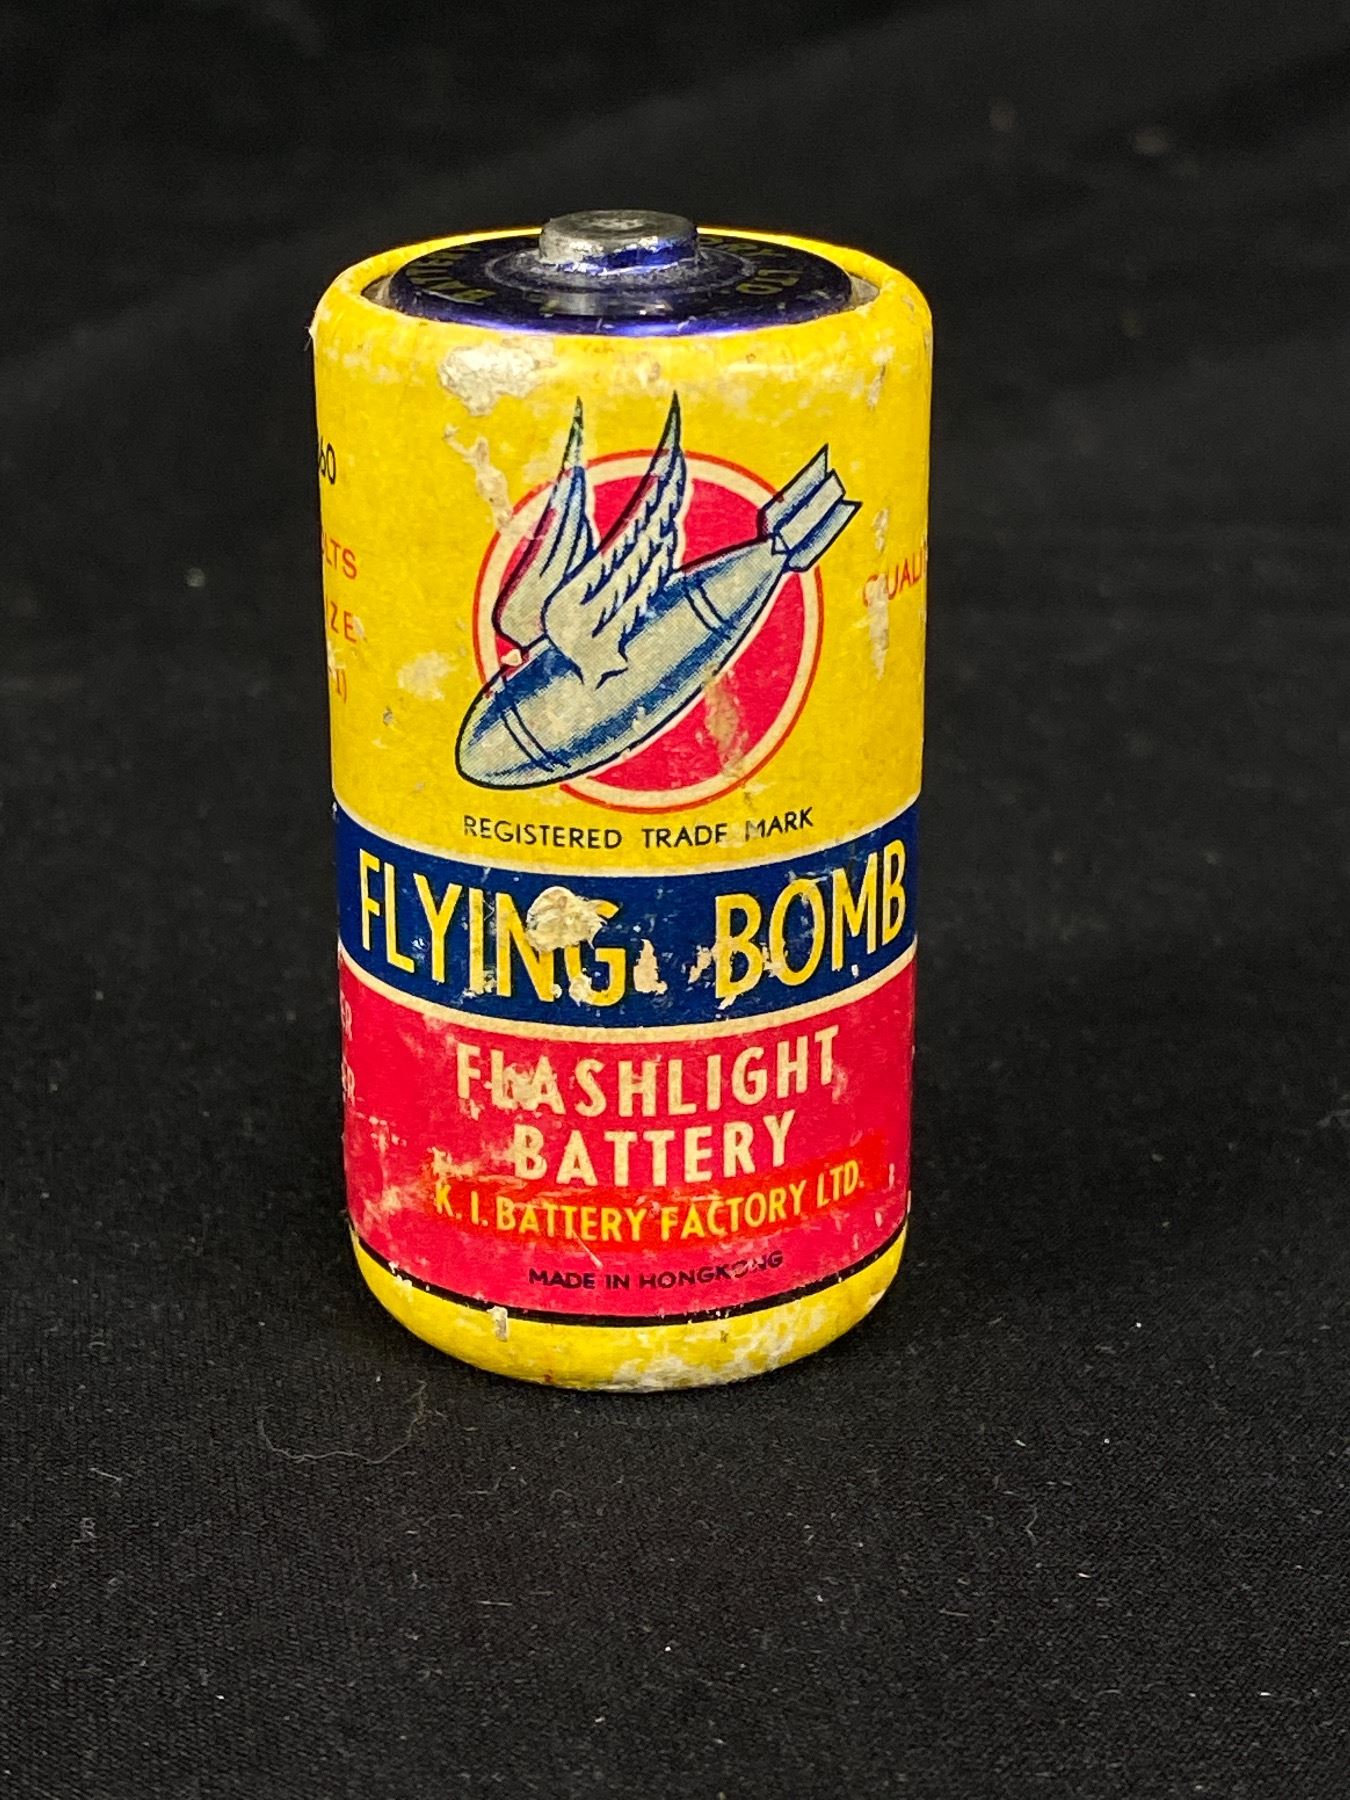 REGISTERED TRADE MARK
FLYING BOMB
FLASHLIGHT
BATTERY
K. I. BATTERY FACTORY LTD.
MADE IN HONGKONG